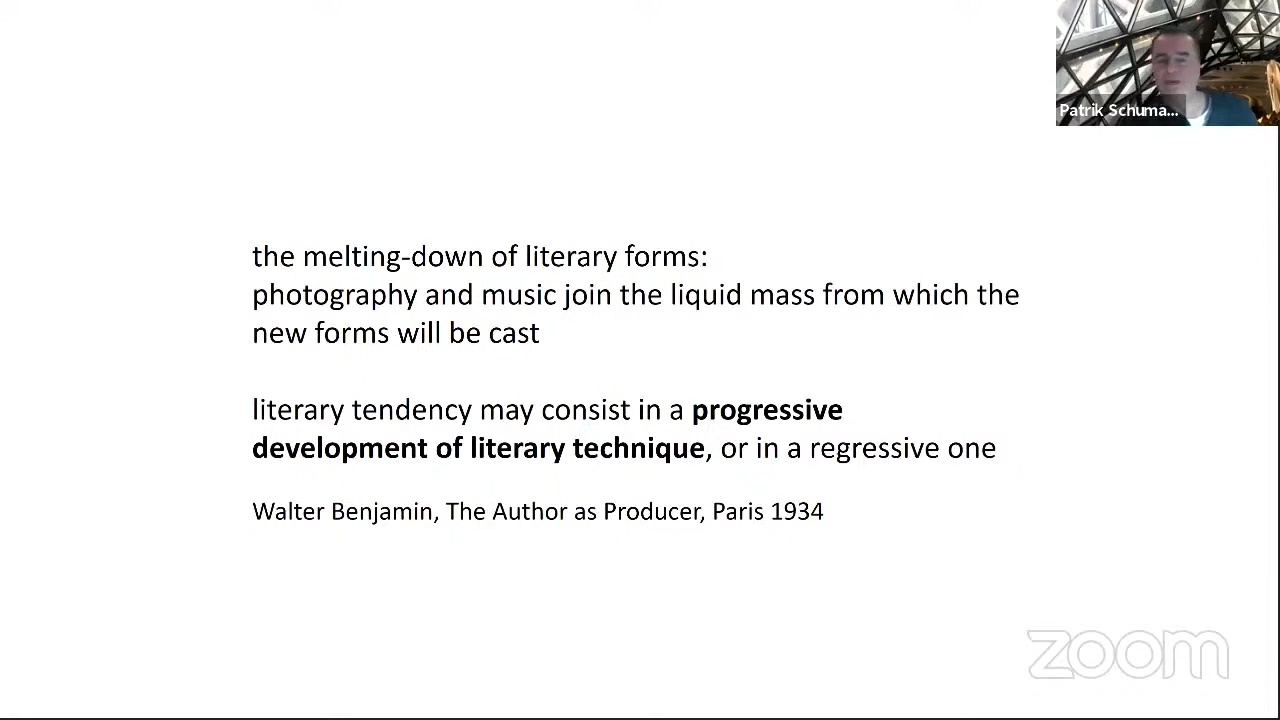 Patrik Schuma...
the melting-down of literary forms:
photography and music join the liquid mass from which the
new forms will be cast
literary tendency may consist in a progressive
development of literary technique, or in a regressive one
Walter Benjamin, The Author as Producer, Paris 1934
zoom